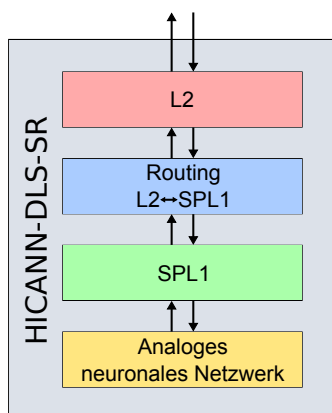 HICANN-DLS-SR
L2
Routing
L2↔SPL1
SPL1
Analoges
neuronales Netzwerk